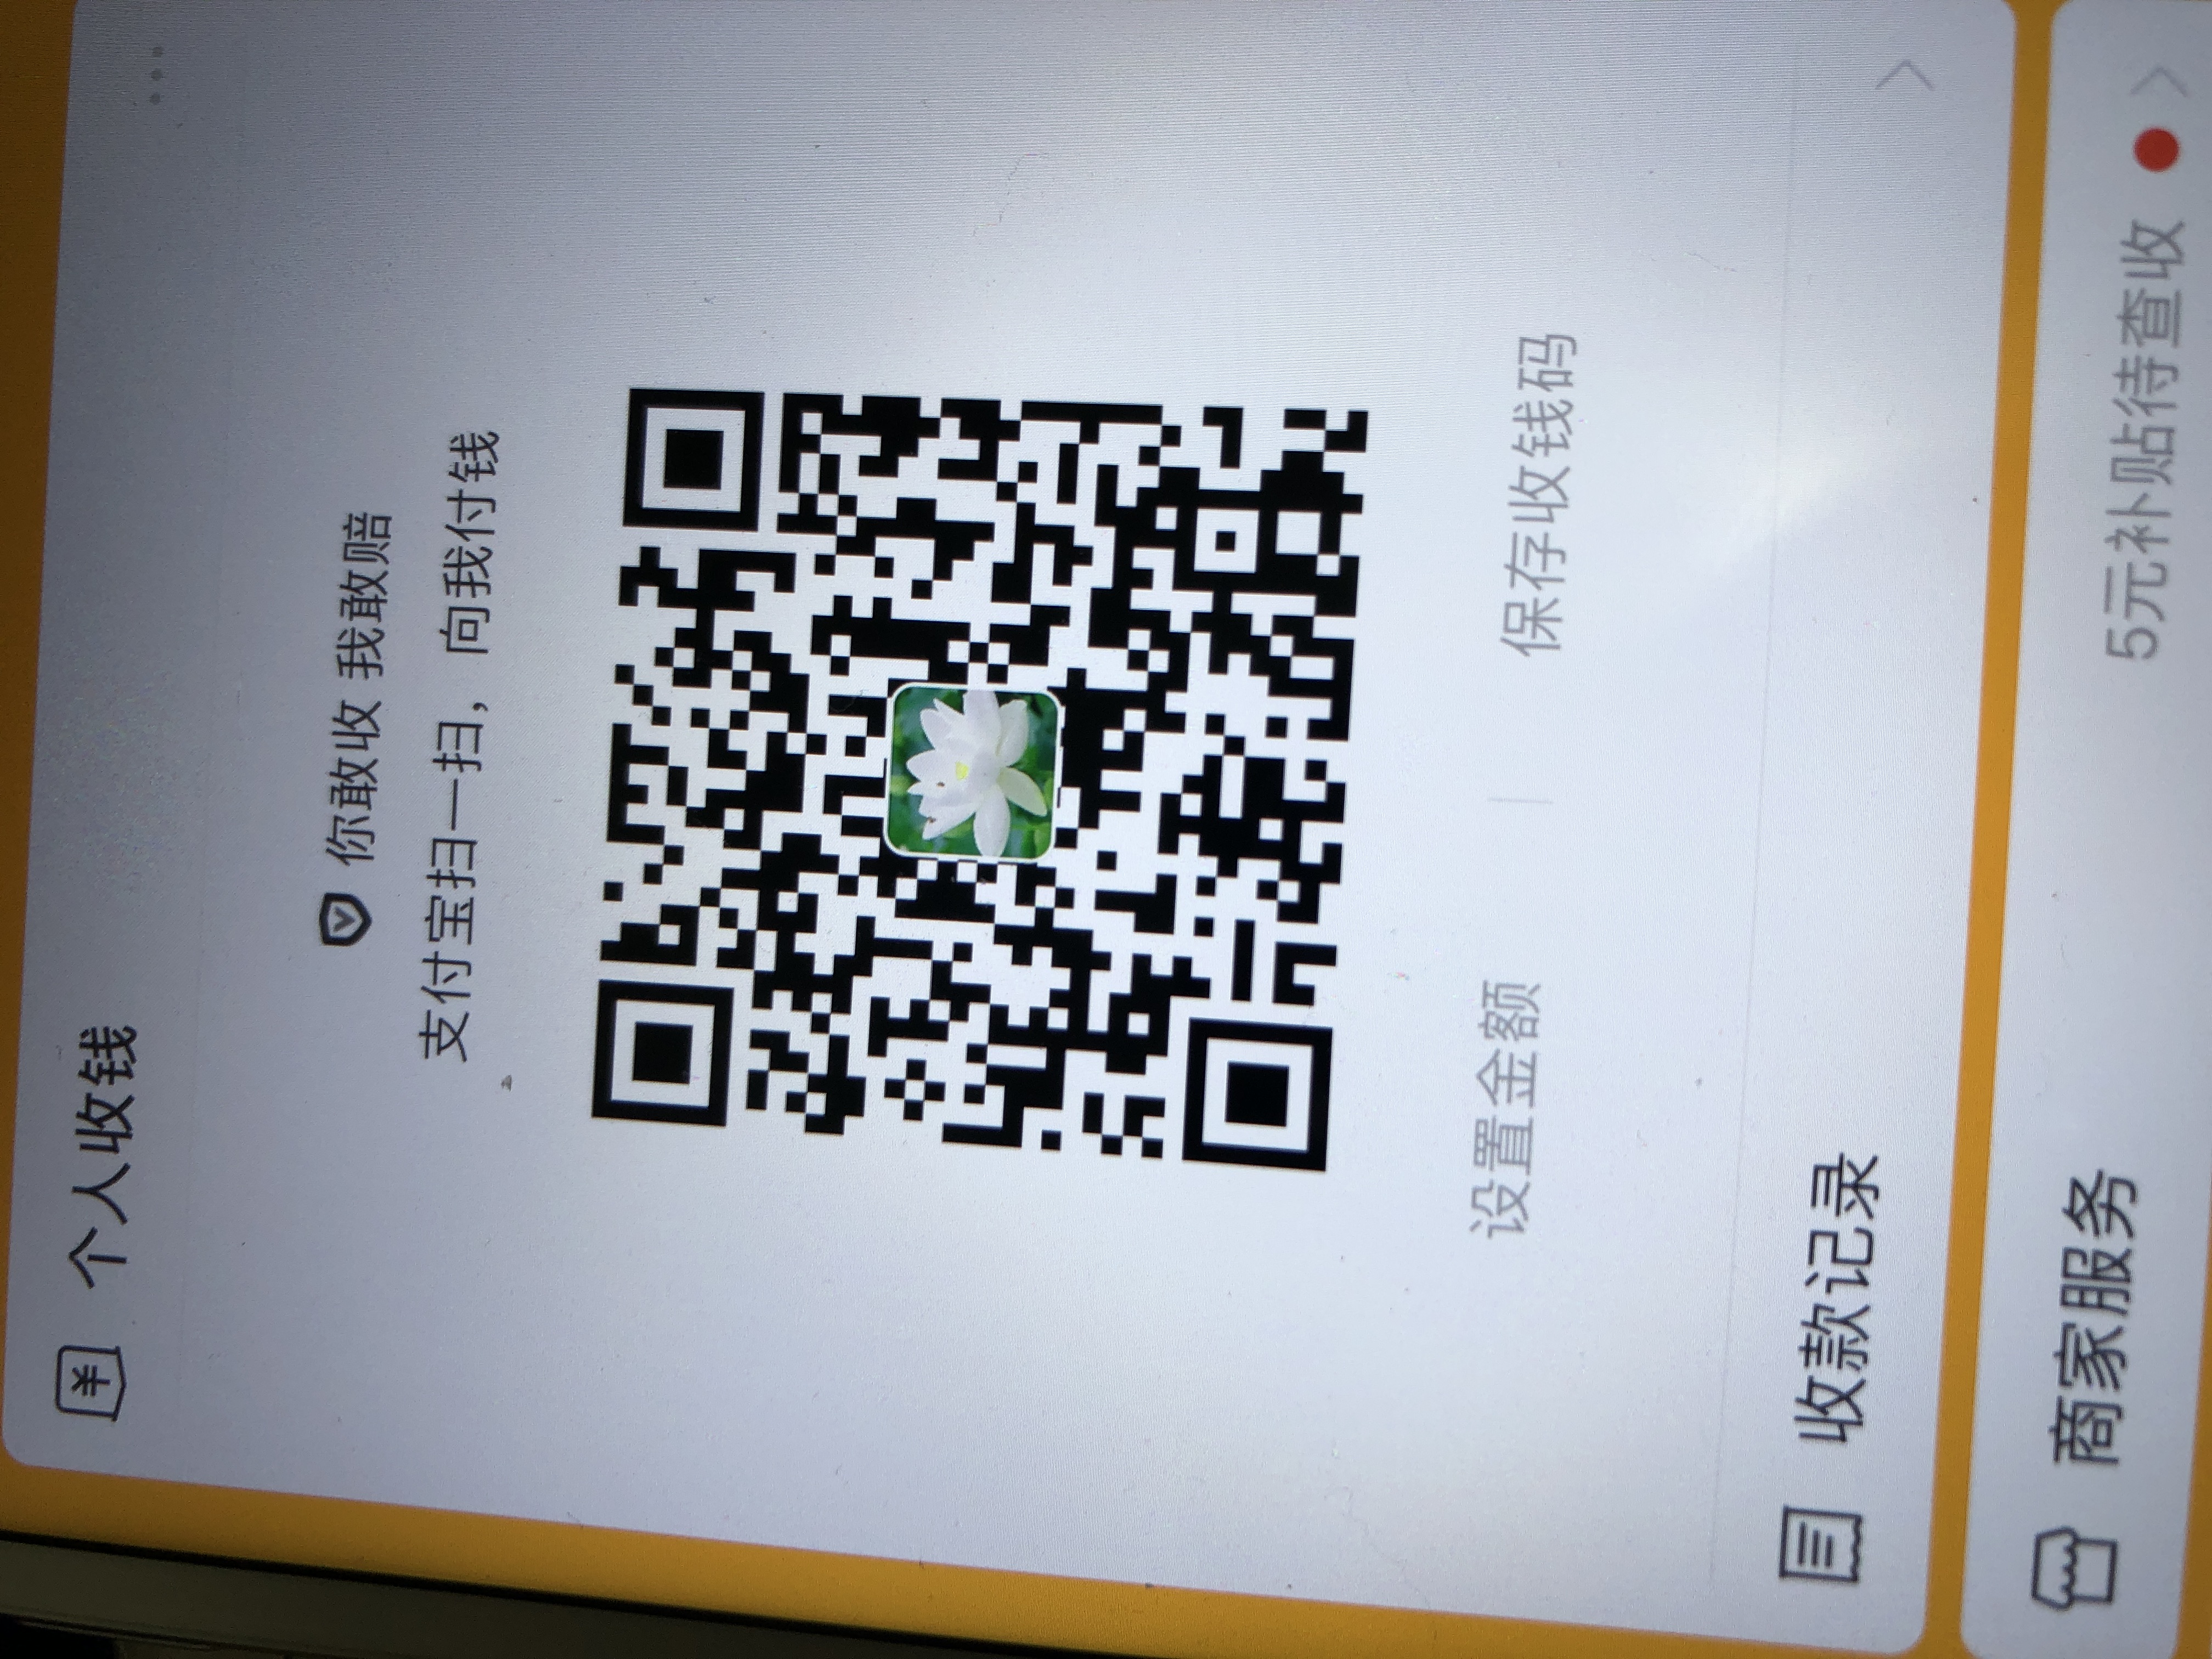 ¥ 个人收钱
你敢收 我敢赔
支付宝扫一扫，向我付钱
设置金额
保存收钱码
收款记录
商家服务
5元补贴待查收